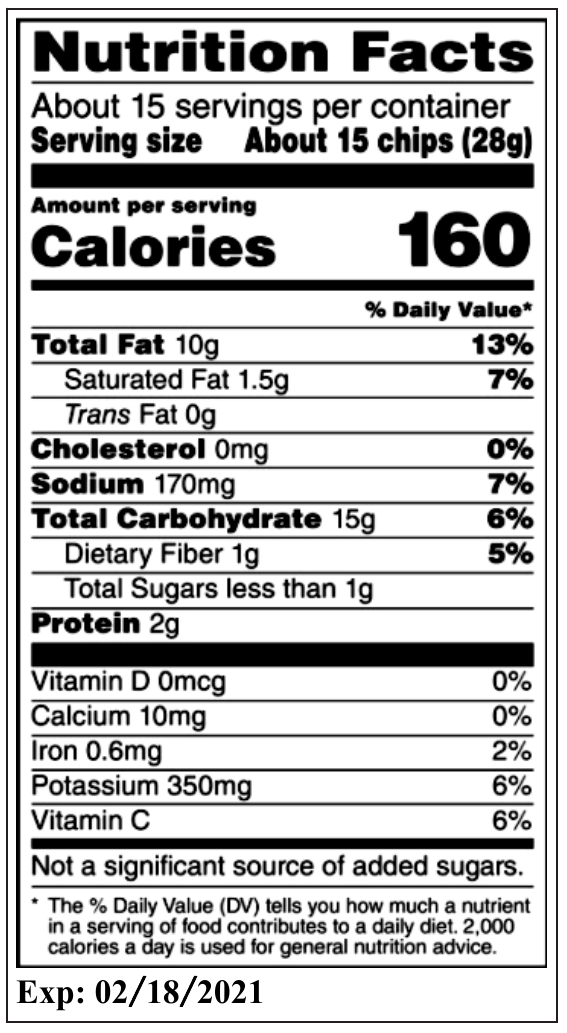 Nutrition Facts
About 15 servings per container
Serving size About 15 chips (28g)
Amount per serving
Calories 160
% Daily Value*
Total Fat 10g 13%
Saturated Fat 1.5g 7%
Trans Fat 0g
Cholesterol 0mg 0%
Sodium 170mg 7%
Total Carbohydrate 15g 6%
Dietary Fiber 1g 5%
Total Sugars less than 1g
Protein 2g
Vitamin D 0mcg 0%
Calcium 10mg 0%
Iron 0.6mg 2%
Potassium 350mg 6%
Vitamin C 6%
Not a significant source of added sugars.
* The % Daily Value (DV) tells you how much a nutrient
in a serving of food contributes to a daily diet. 2,000
calories a day is used for general nutrition advice.
Exp: 02/18/2021